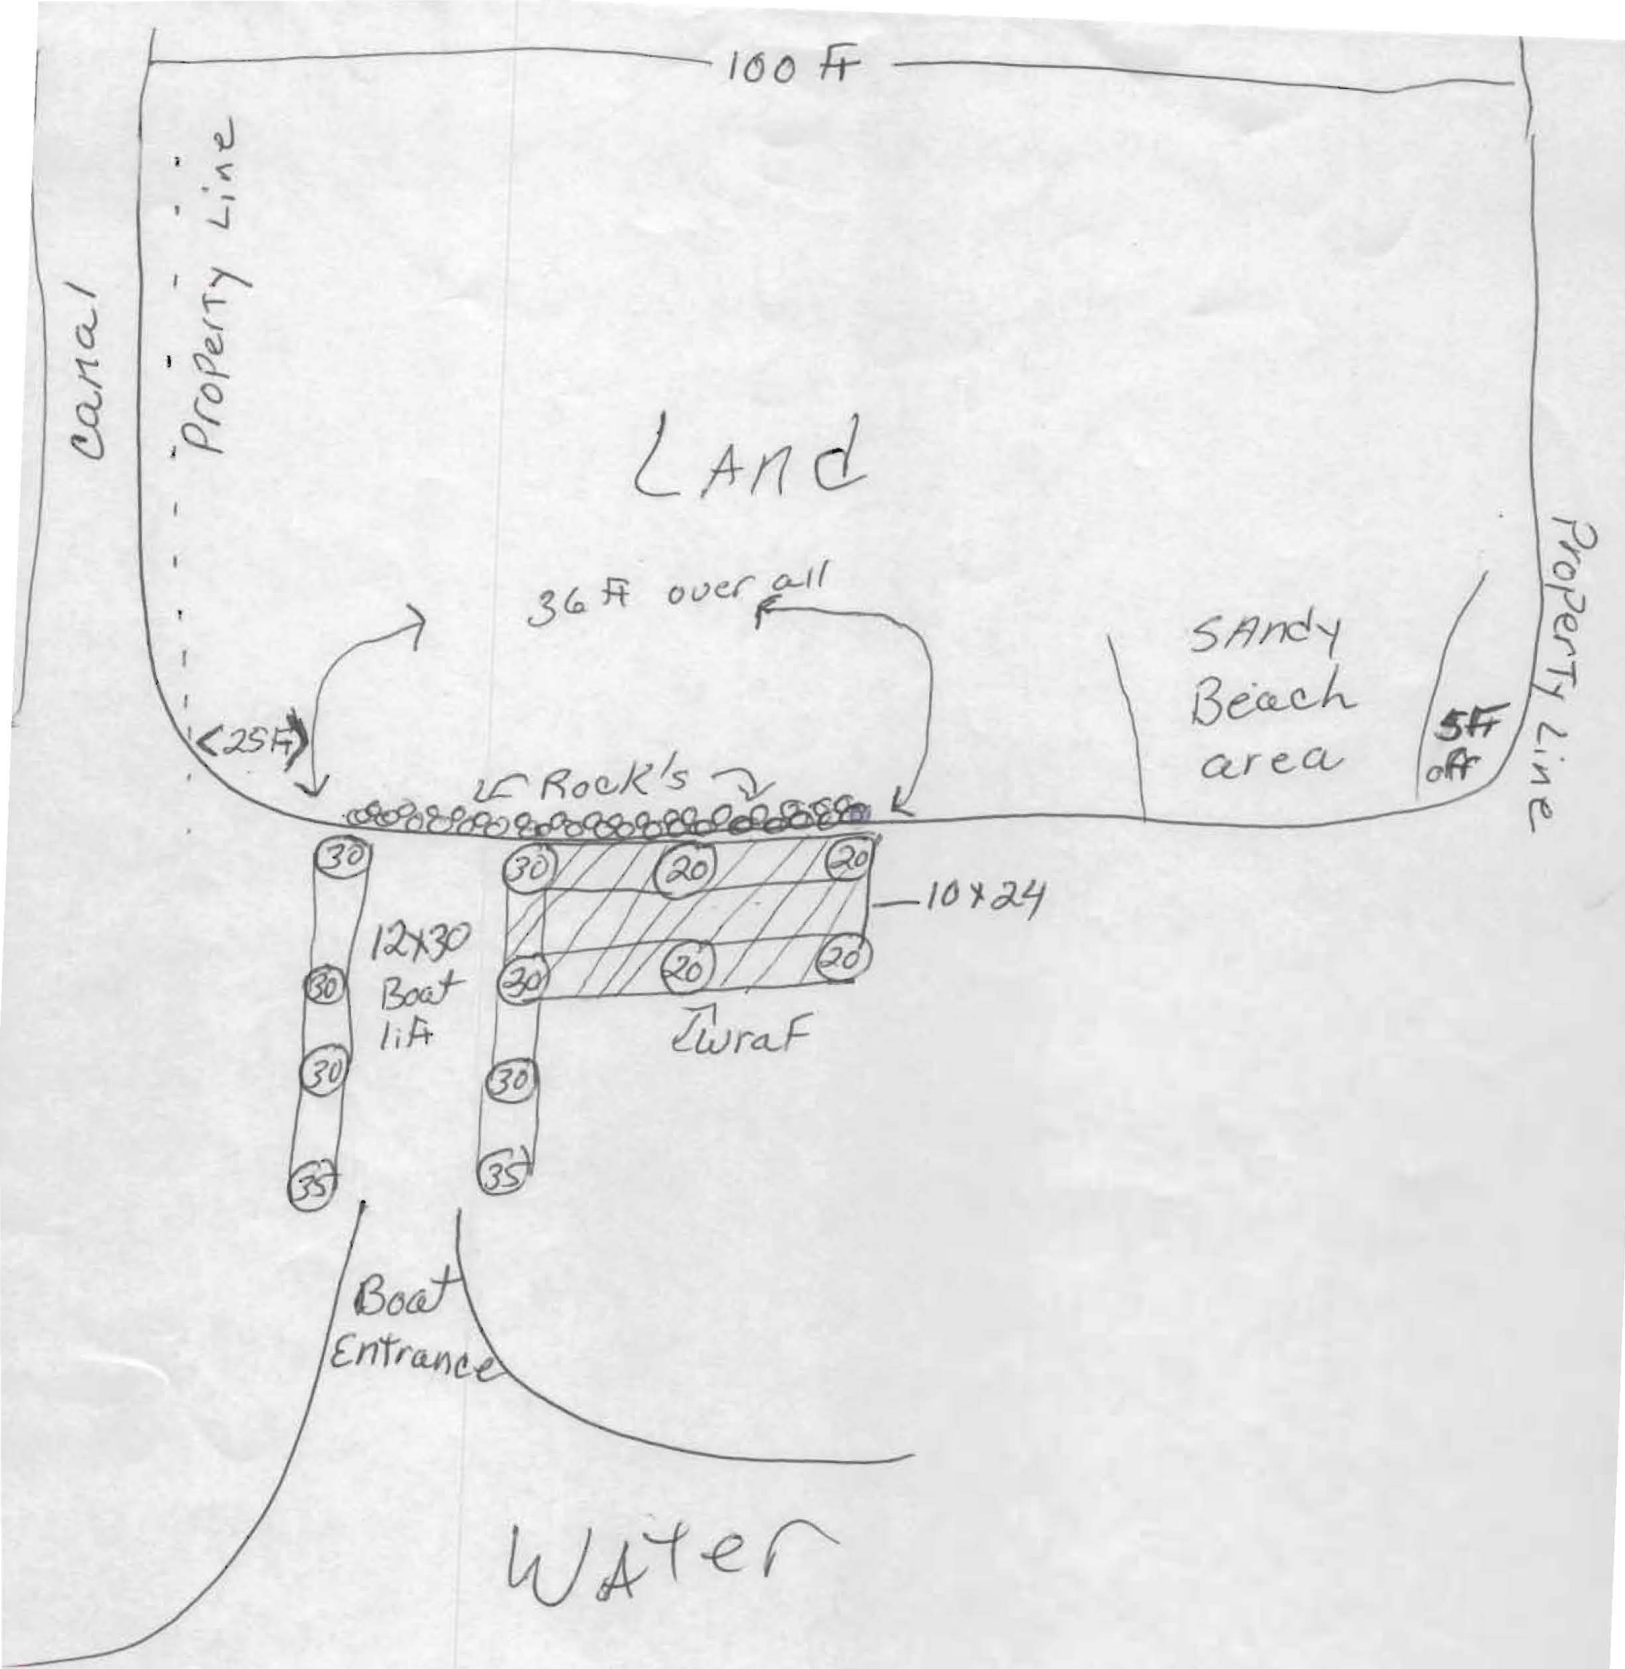 100 Ft
Property Line
Canal
LAnd
36 Ft over all
SAndy
Beach
area
5Ft
off
Property Line
<25Ft>
Rock's
30
30
20
20
10x24
12x30
Boat
lift
30
30
20
20
Wraf
30
30
35
35
Boat
Entrance
WAter